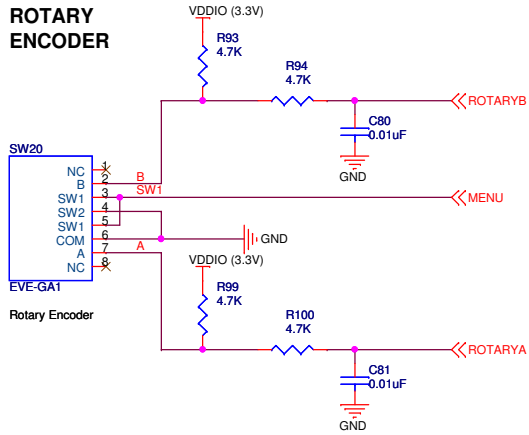 ROTARY
ENCODER
VDDIO (3.3V)
R93
4.7K
R94
4.7K
ROTARYB
C80
0.01uF
GND
SW20
NC 1
B 2 B
SW1 3 SW1
MENU
SW2 4
SW1 5
COM 6
GND
A 7 A
NC 8
EVE-GA1
Rotary Encoder
VDDIO (3.3V)
R99
4.7K
R100
4.7K
ROTARYA
C81
0.01uF
GND